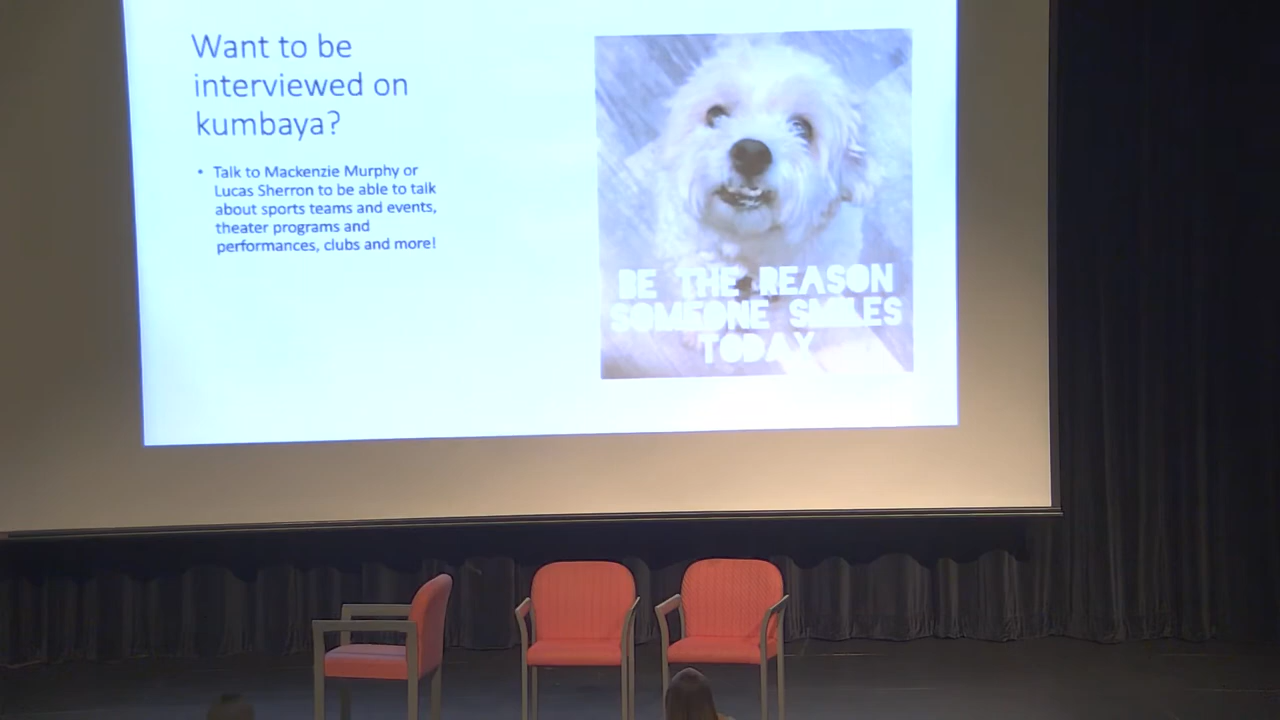 Want to be
interviewed on
kumbaya?
• Talk to Mackenzie Murphy or
Lucas Sherron to be able to talk
about sports teams and events,
theater programs and
performances, clubs and more!
BE THE REASON
SOMEONE SMILES
TODAY